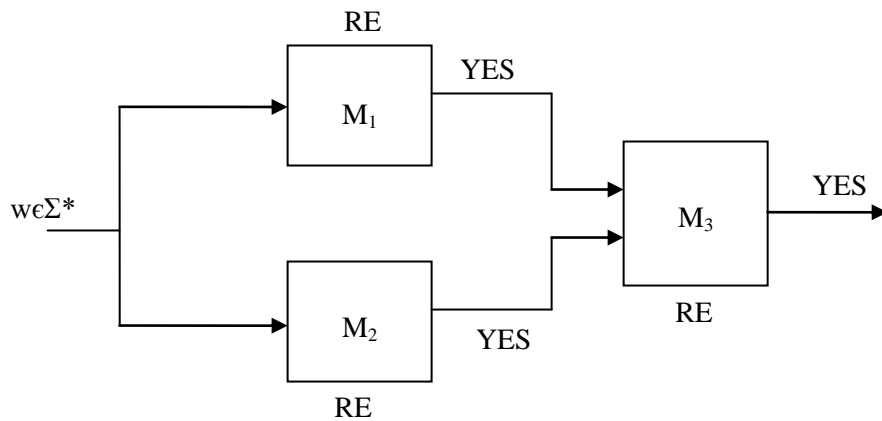 RE
YES
M₁
YES
wϵΣ*
M₃
M₂
YES
RE
RE